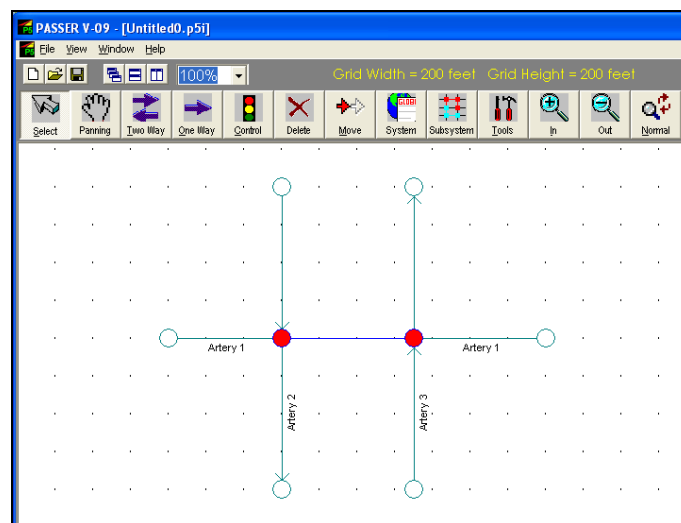 PASSER V-09 - [Untitled0.p5i]
File View Window Help
100% Grid Width = 200 feet Grid Height = 200 feet
Select Panning Two Way One Way Control Delete Move System Subsystem Tools In Out Normal
Artery 1 Artery 1
Artery 2 Artery 3